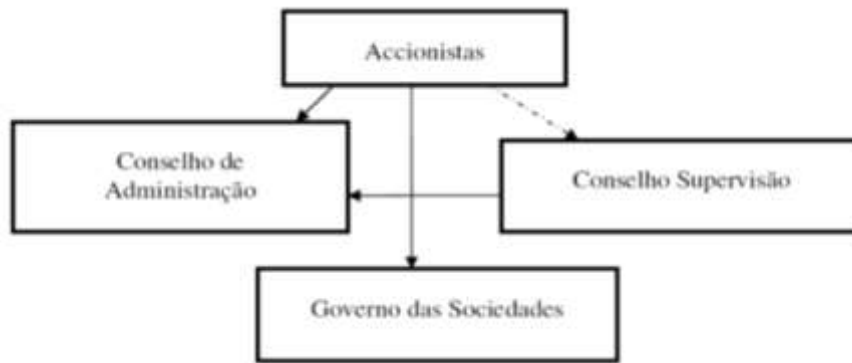 Accionistas
Conselho de
Administração
Conselho Supervisão
Governo das Sociedades